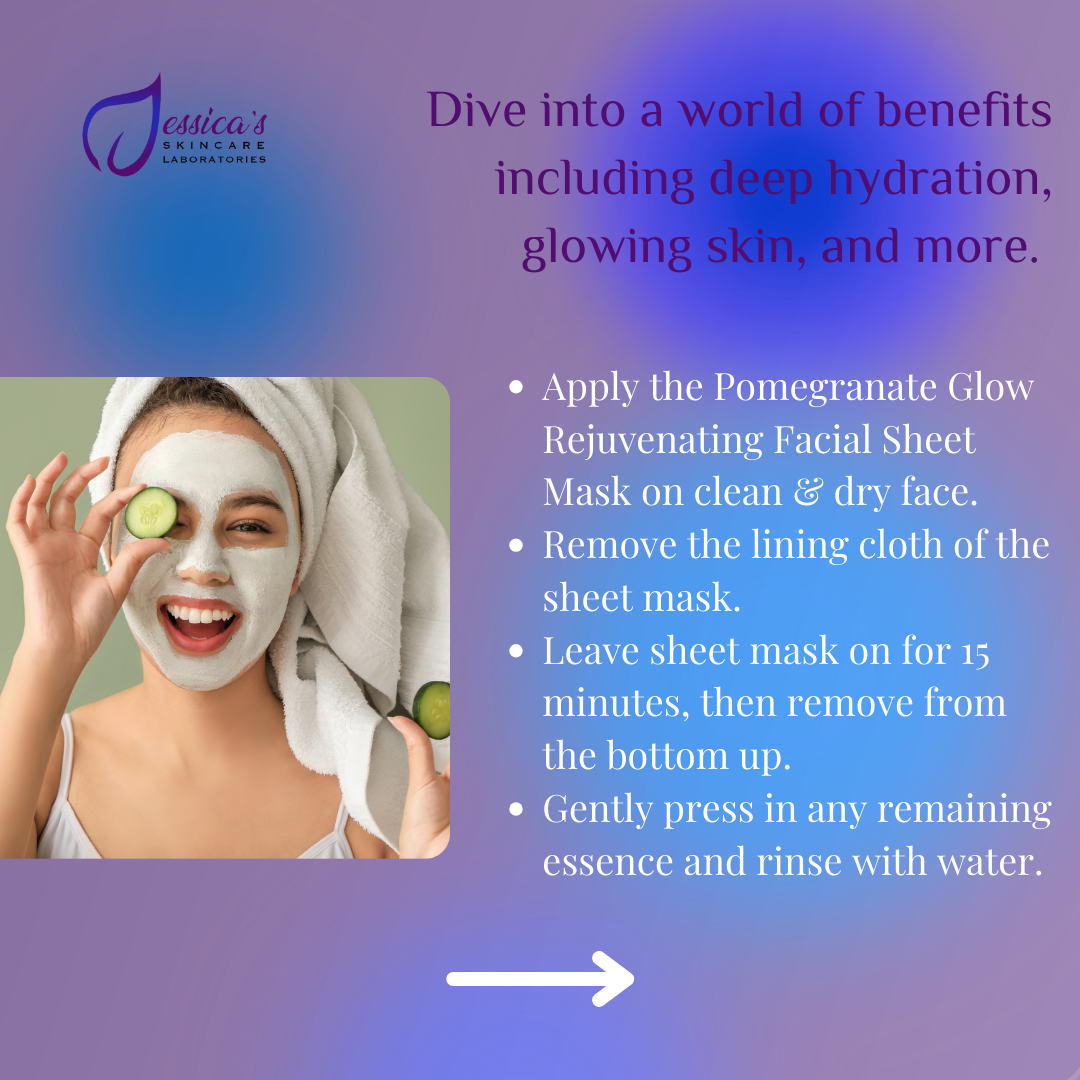 Jessica's
SKINCARE
LABORATORIES
Dive into a world of benefits
including deep hydration,
glowing skin, and more.
• Apply the Pomegranate Glow
Rejuvenating Facial Sheet
Mask on clean & dry face.
• Remove the lining cloth of the
sheet mask.
• Leave sheet mask on for 15
minutes, then remove from
the bottom up.
• Gently press in any remaining
essence and rinse with water.